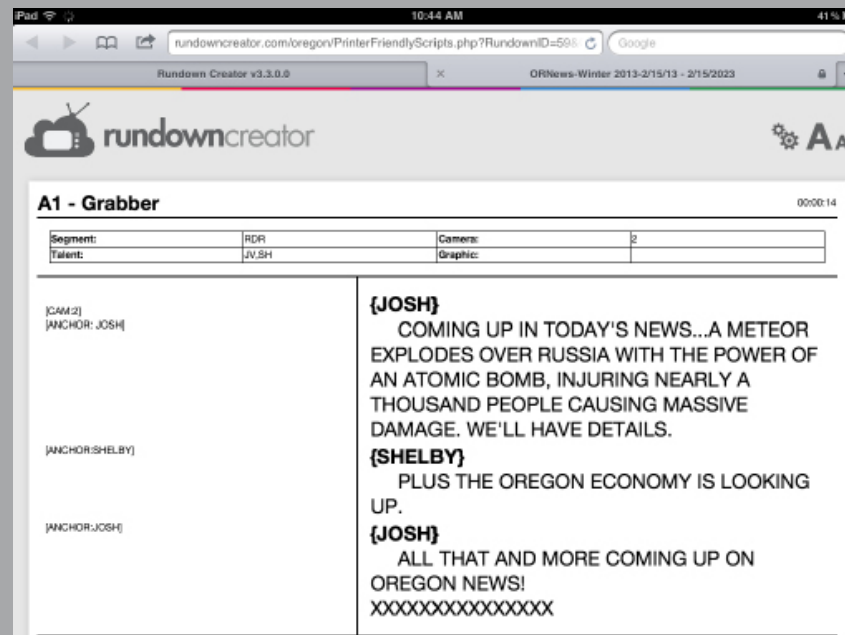 iPad 10:44 AM 41%
rundowncreator.com/oregon/PrinterFriendlyScripts.php?RundownID=598 Google
Rundown Creator v3.3.0.0 ORNews-Winter 2013-2/15/13 - 2/15/2023
rundowncreator A A
A1 - Grabber 00:00:14
Segment: RDR Camera: 2
Talent: JV,SH Graphic:
[CAM:2]
[ANCHOR: JOSH]
{JOSH}
COMING UP IN TODAY'S NEWS...A METEOR
EXPLODES OVER RUSSIA WITH THE POWER OF
AN ATOMIC BOMB, INJURING NEARLY A
THOUSAND PEOPLE CAUSING MASSIVE
DAMAGE. WE'LL HAVE DETAILS.
[ANCHOR:SHELBY]
{SHELBY}
PLUS THE OREGON ECONOMY IS LOOKING
UP.
[ANCHOR:JOSH]
{JOSH}
ALL THAT AND MORE COMING UP ON
OREGON NEWS!
XXXXXXXXXXXXXXX